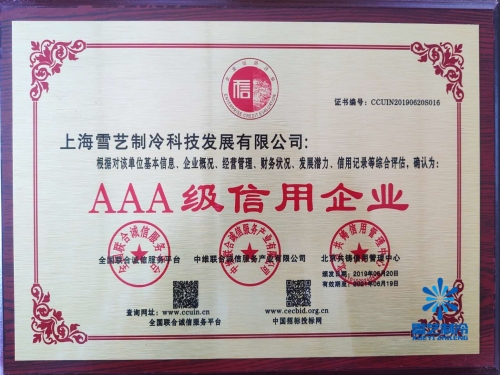 信
证书编号：CCUIN20190620S016
上海雪艺制冷科技发展有限公司：
根据对该单位基本信息、企业概况、经营管理、财务状况、发展潜力、信用记录等综合评估，确认为：
AAA级信用企业
全国联合诚信服务平台 中维联合诚信服务产业有限公司 北京共铸信用管理中心
颁发日期：2019年06月20日
有效期至：2021年06月19日
查询网址：www.ccuin.cn www.cecbid.org.cn
全国联合诚信服务平台 中国招标投标网